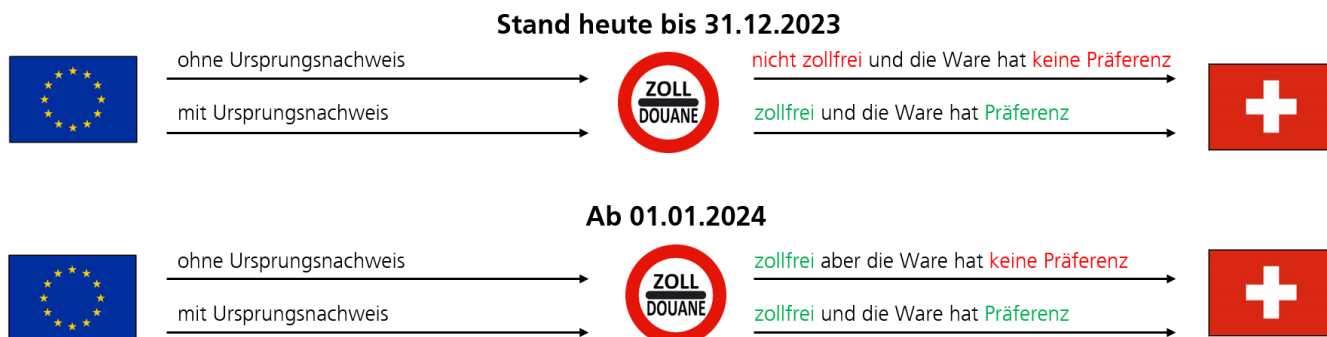 Stand heute bis 31.12.2023
ohne Ursprungsnachweis
nicht zollfrei und die Ware hat keine Präferenz
ZOLL
DOUANE
mit Ursprungsnachweis
zollfrei und die Ware hat Präferenz
Ab 01.01.2024
ohne Ursprungsnachweis
zollfrei aber die Ware hat keine Präferenz
ZOLL
DOUANE
mit Ursprungsnachweis
zollfrei und die Ware hat Präferenz